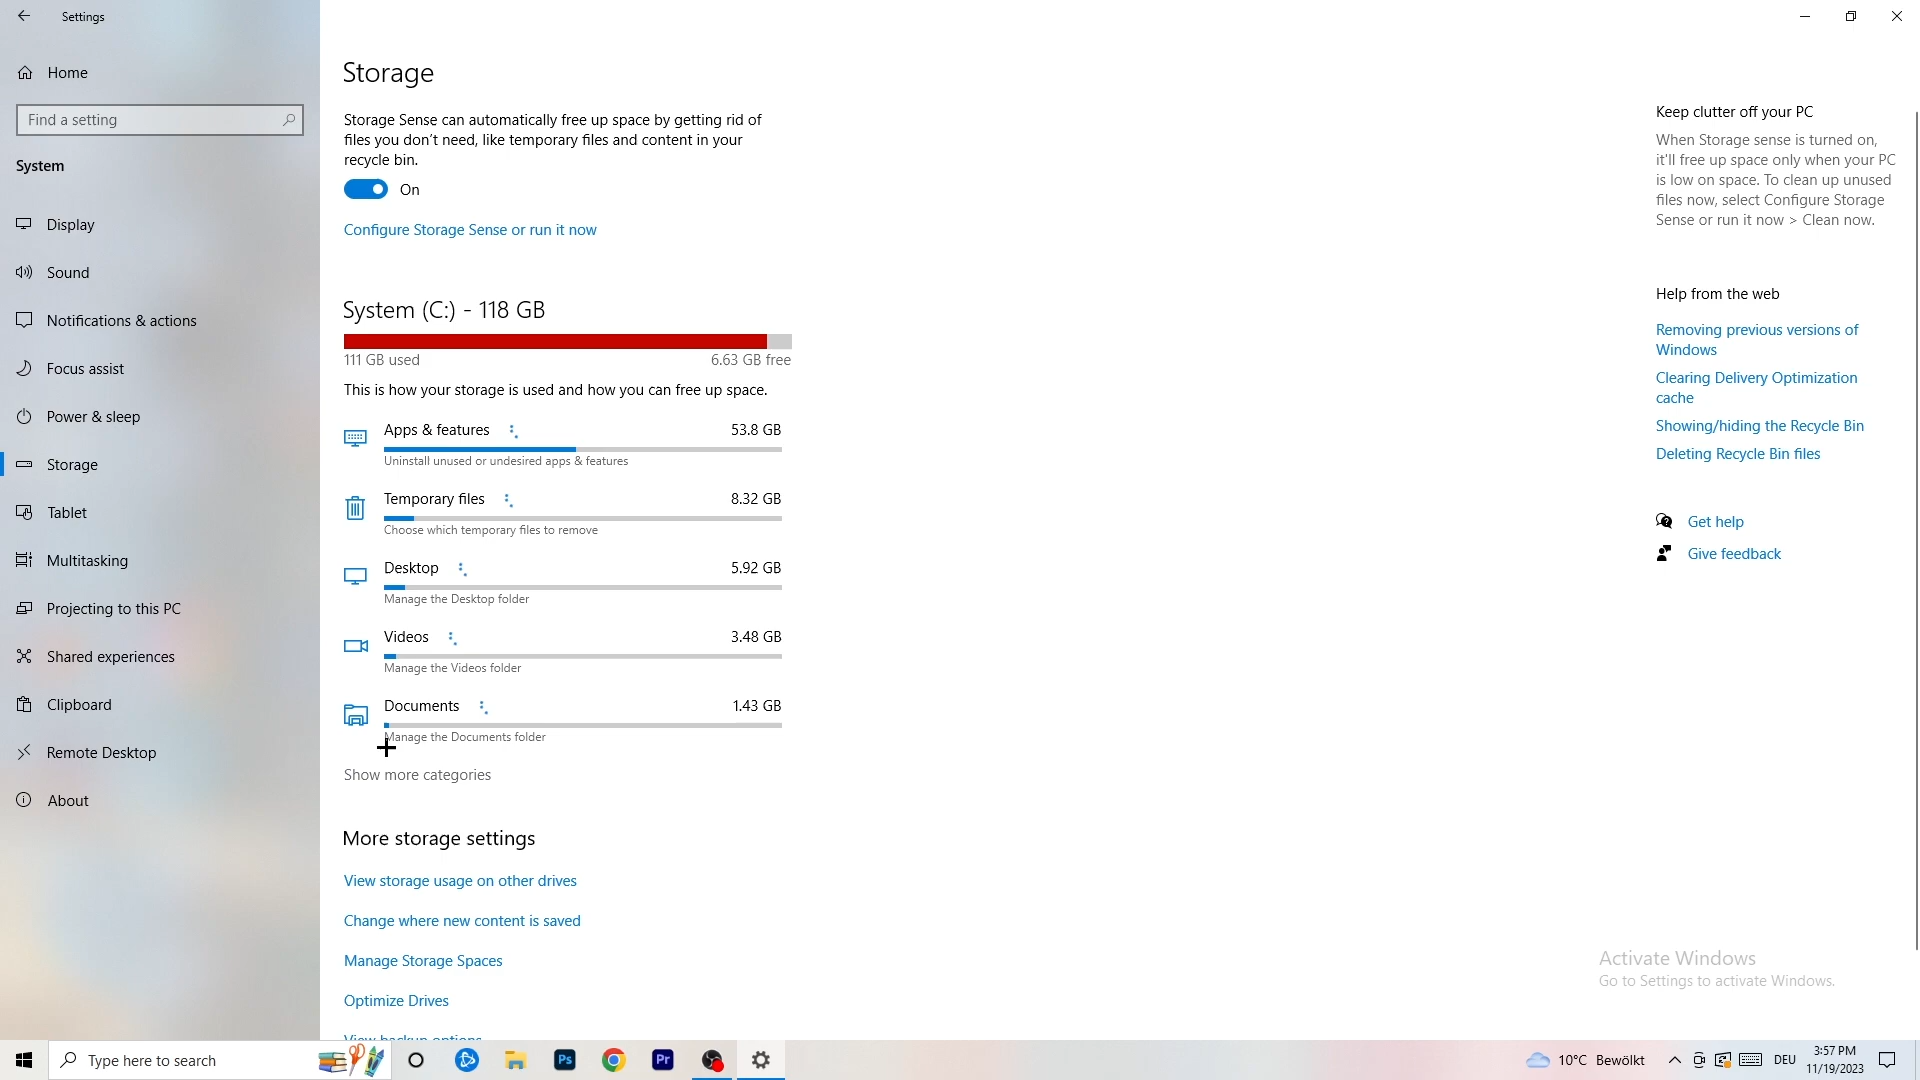 Settings
Home
Find a setting
System
Display
Sound
Notifications & actions
Focus assist
Power & sleep
Storage
Tablet
Multitasking
Projecting to this PC
Shared experiences
Clipboard
Remote Desktop
About
Storage
Storage Sense can automatically free up space by getting rid of
files you don't need, like temporary files and content in your
recycle bin.
On
Configure Storage Sense or run it now
System (C:) - 118 GB
111 GB used 6.63 GB free
This is how your storage is used and how you can free up space.
Apps & features 53.8 GB
Uninstall unused or undesired apps & features
Temporary files 8.32 GB
Choose which temporary files to remove
Desktop 5.92 GB
Manage the Desktop folder
Videos 3.48 GB
Manage the Videos folder
Documents 1.43 GB
Manage the Documents folder
Show more categories
More storage settings
View storage usage on other drives
Change where new content is saved
Manage Storage Spaces
Optimize Drives
View backup options
Keep clutter off your PC
When Storage sense is turned on,
it'll free up space only when your PC
is low on space. To clean up unused
files now, select Configure Storage
Sense or run it now > Clean now.
Help from the web
Removing previous versions of
Windows
Clearing Delivery Optimization
cache
Showing/hiding the Recycle Bin
Deleting Recycle Bin files
Get help
Give feedback
Activate Windows
Go to Settings to activate Windows.
Type here to search
Ps
Pr
10°C Bewölkt
DEU
3:57 PM
11/19/2023